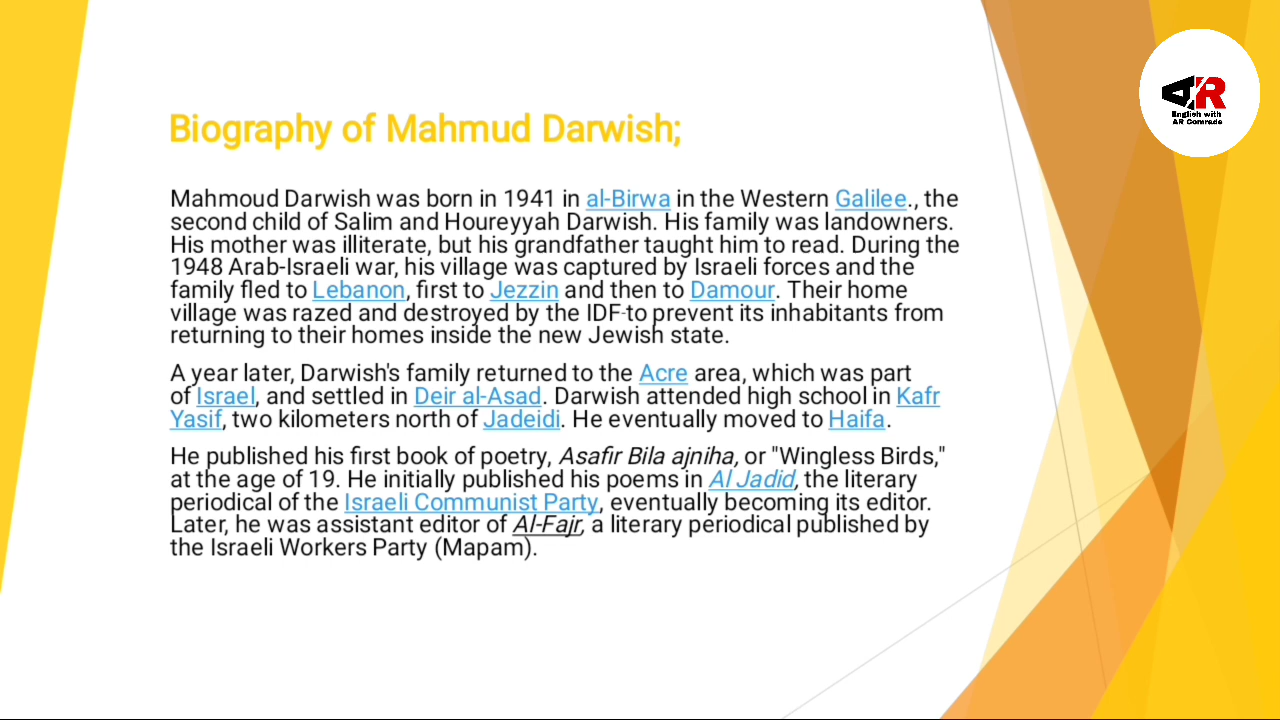 Biography of Mahmud Darwish;
Mahmoud Darwish was born in 1941 in al-Birwa in the Western Galilee., the
second child of Salim and Houreyyah Darwish. His family was landowners.
His mother was illiterate, but his grandfather taught him to read. During the
1948 Arab-Israeli war, his village was captured by Israeli forces and the
family fled to Lebanon, first to Jezzin and then to Damour. Their home
village was razed and destroyed by the IDF-to prevent its inhabitants from
returning to their homes inside the new Jewish state.
A year later, Darwish's family returned to the Acre area, which was part
of Israel, and settled in Deir al-Asad. Darwish attended high school in Kafr
Yasif, two kilometers north of Jadeidi. He eventually moved to Haifa.
He published his first book of poetry, Asafir Bila ajniha, or "Wingless Birds,"
at the age of 19. He initially published his poems in Al Jadid, the literary
periodical of the Israeli Communist Party, eventually becoming its editor.
Later, he was assistant editor of Al-Fajr, a literary periodical published by
the Israeli Workers Party (Mapam).
AR
English with
AR Comrade